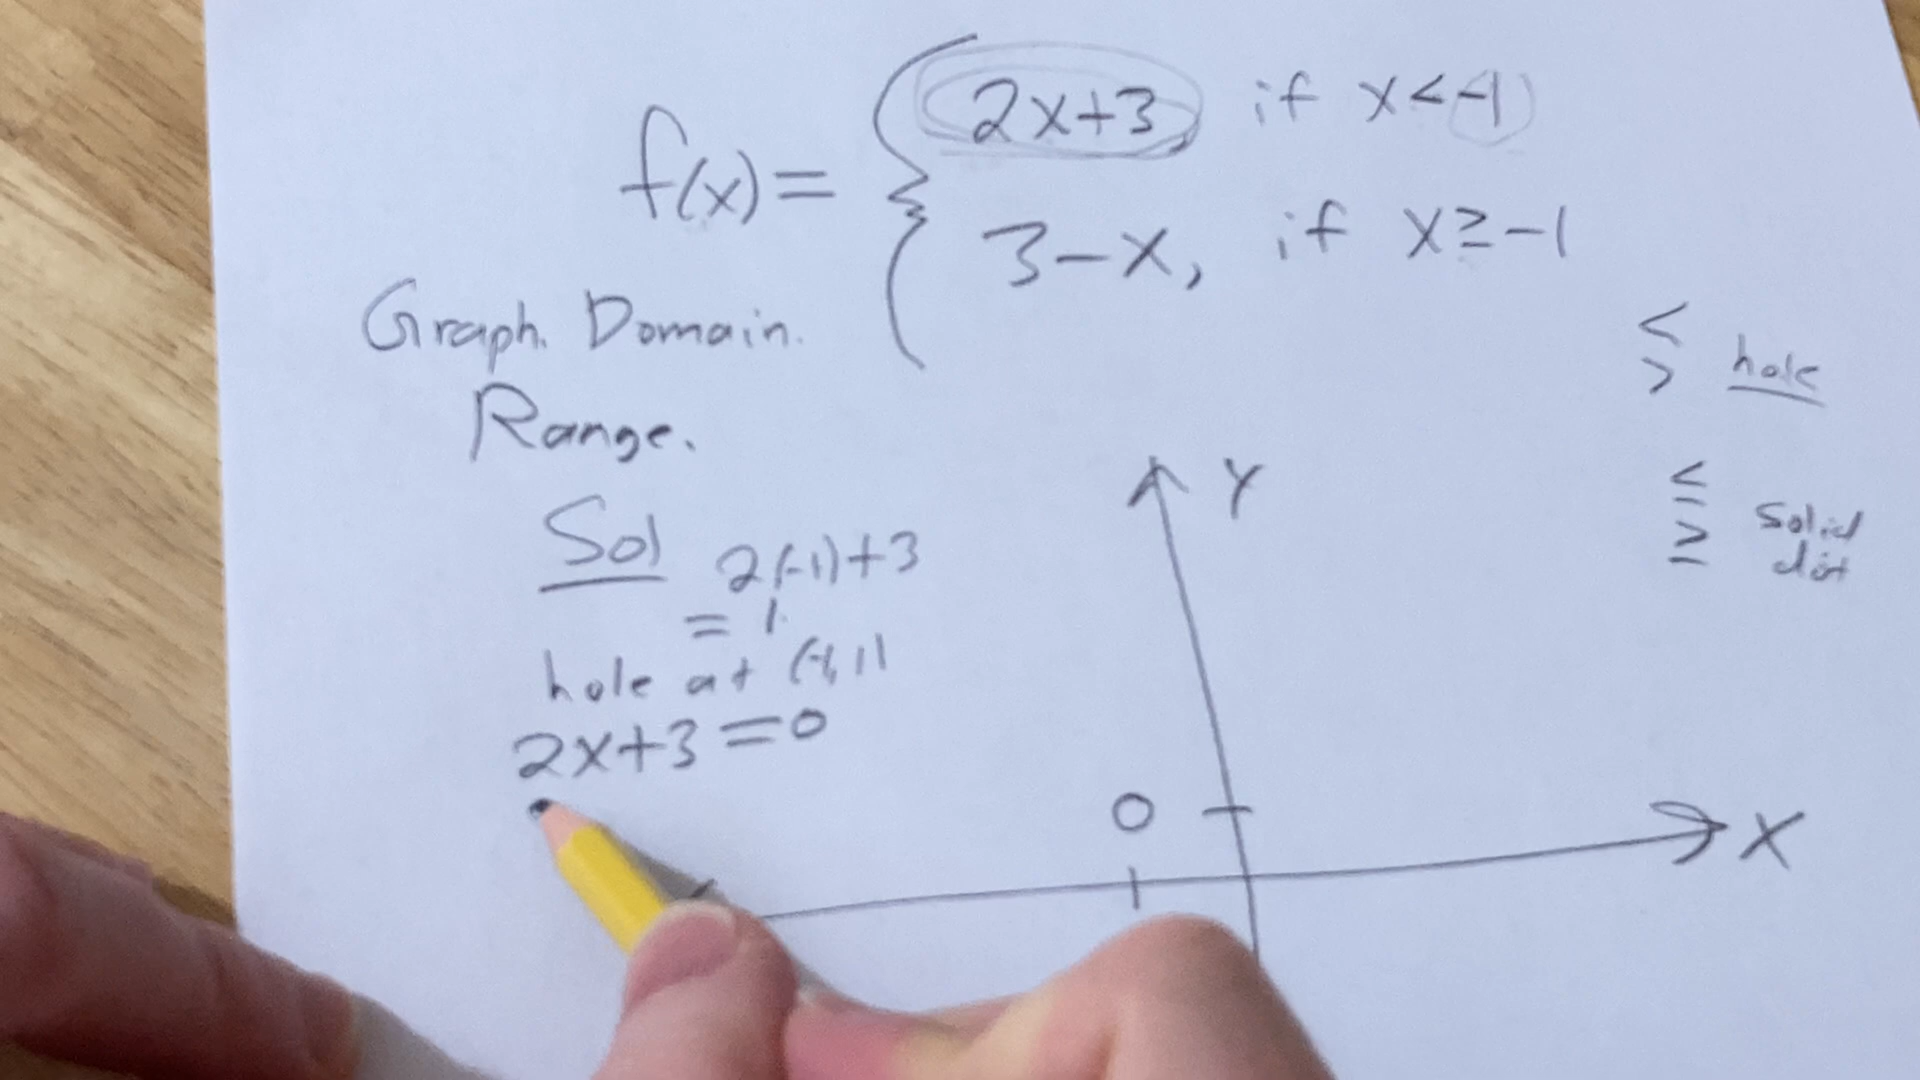 f(x) = { 2x+3 if x<-1
3-x, if x≥-1
Graph. Domain.
Range.
<
> hole
≤
≥ solid dot
Sol
2(-1)+3
= 1.
hole at (-1,1)
2x+3=0
Y
X